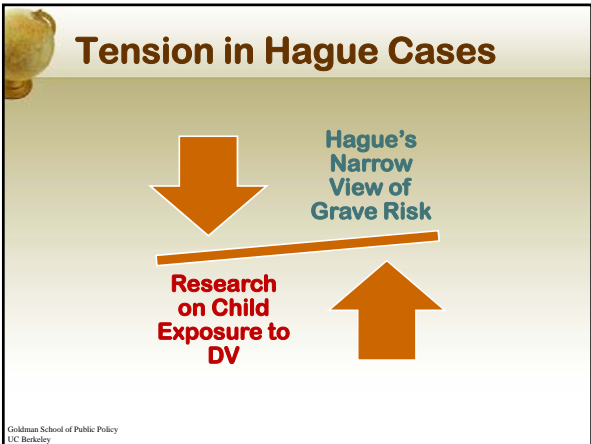 Tension in Hague Cases
Hague's
Narrow
View of
Grave Risk
Research
on Child
Exposure to
DV
Goldman School of Public Policy
UC Berkeley